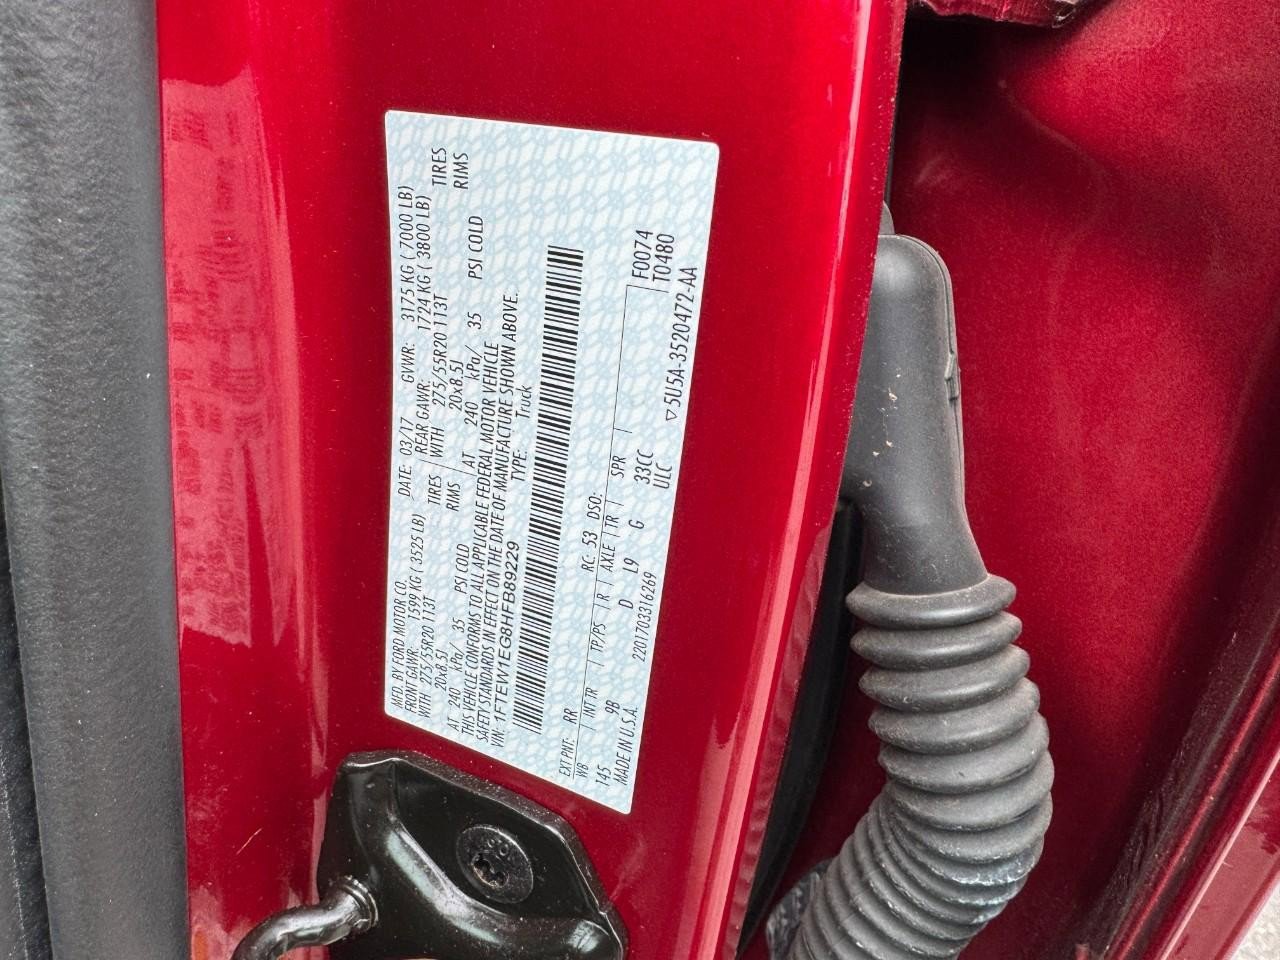 MFD. BY FORD MOTOR CO.
DATE: 03/17 GVWR: 3175 KG ( 7000 LB)
FRONT GAWR: 1599 KG ( 3525 LB)
REAR GAWR: 1724 KG ( 3800 LB)
WITH 275/55R20 113T TIRES
WITH 275/55R20 113T TIRES
20x8.5J RIMS
20x8.5J RIMS
AT 240 kPa/ 35 PSI COLD
AT 240 kPa/ 35 PSI COLD
THIS VEHICLE CONFORMS TO ALL APPLICABLE FEDERAL MOTOR VEHICLE
SAFETY STANDARDS IN EFFECT ON THE DATE OF MANUFACTURE SHOWN ABOVE.
VIN: 1FTEW1EG8HFB89229
TYPE: Truck
EXT PNT: RR RC: 53 DSO:
WB INT TR TP/PS R AXLE TR SPR F0074
145 9B D L9 G 33CC T0480
MADE IN U.S.A. 2201703316269 ULC
▽5U5A-3520472-AA